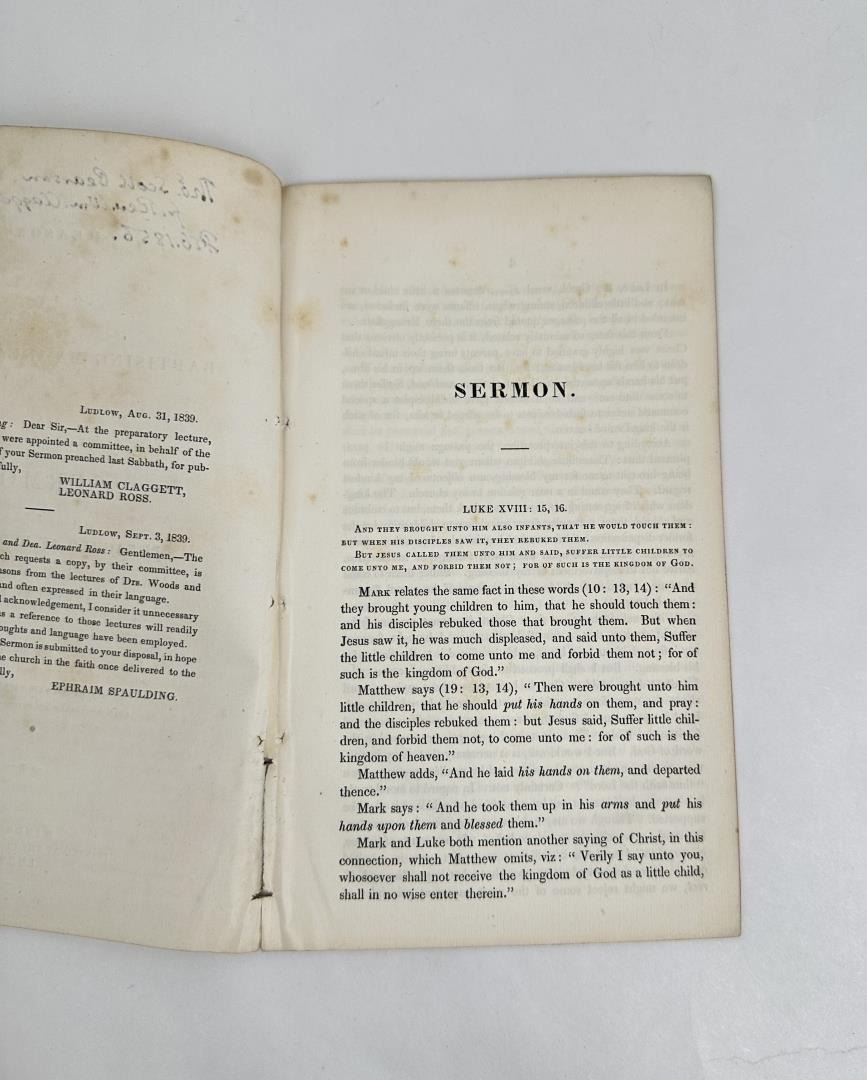 Ludlow, Aug. 31, 1839.
Dear Sir,—At the preparatory lecture,
were appointed a committee, in behalf of the
your Sermon preached last Sabbath, for pub-
WILLIAM CLAGGETT,
LEONARD ROSS.
Ludlow, Sept. 3, 1839.
and Dea. Leonard Ross: Gentlemen,—The
requests a copy, by their committee, is
from the lectures of Drs. Woods and
and often expressed in their language.
acknowledgement, I consider it unnecessary
a reference to those lectures will readily
and language have been employed.
Sermon is submitted to your disposal, in hope
church in the faith once delivered to the
EPHRAIM SPAULDING.
SERMON.
LUKE XVIII: 15, 16.
And they brought unto him also infants, that he would touch them:
but when his disciples saw it, they rebuked them.
But Jesus called them unto him and said, suffer little children to
come unto me, and forbid them not; for of such is the kingdom of God.
Mark relates the same fact in these words (10: 13, 14): "And
they brought young children to him, that he should touch them:
and his disciples rebuked those that brought them. But when
Jesus saw it, he was much displeased, and said unto them, Suffer
the little children to come unto me and forbid them not; for of
such is the kingdom of God."
Matthew says (19: 13, 14), "Then were brought unto him
little children, that he should put his hands on them, and pray:
and the disciples rebuked them: but Jesus said, Suffer little chil-
dren, and forbid them not, to come unto me: for of such is the
kingdom of heaven."
Matthew adds, "And he laid his hands on them, and departed
thence."
Mark says: "And he took them up in his arms and put his
hands upon them and blessed them."
Mark and Luke both mention another saying of Christ, in this
connection, which Matthew omits, viz: "Verily I say unto you,
whosoever shall not receive the kingdom of God as a little child,
shall in no wise enter therein."